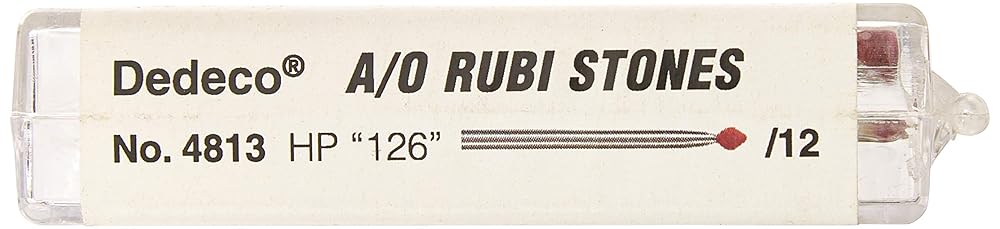 Dedeco® A/O RUBI STONES
No. 4813 HP “126” /12